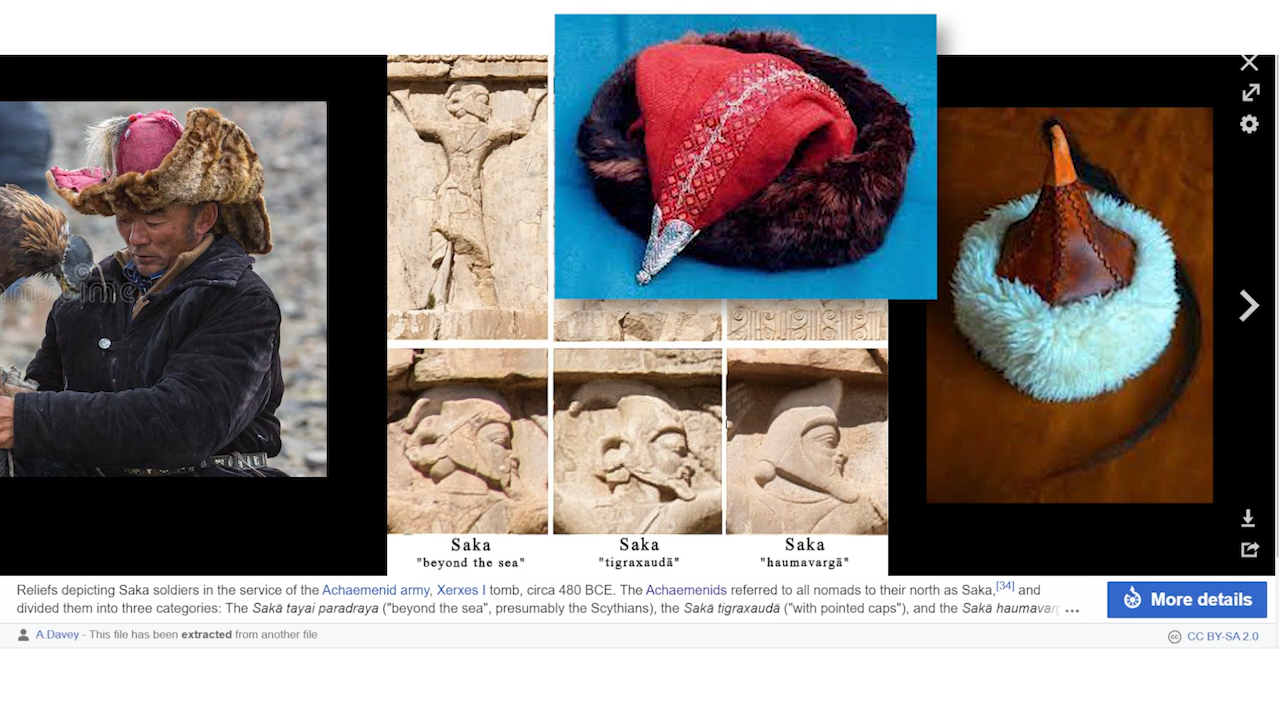 Saka
"beyond the sea"
Saka
"tigraxaudā"
Saka
"haumavargā"
Reliefs depicting Saka soldiers in the service of the Achaemenid army, Xerxes I tomb, circa 480 BCE. The Achaemenids referred to all nomads to their north as Saka,[34] and
divided them into three categories: The Sakā tayai paradraya ("beyond the sea", presumably the Scythians), the Sakā tigraxaudā ("with pointed caps"), and the Sakā haumavarg ...
More details
A.Davey - This file has been extracted from another file
CC BY-SA 2.0